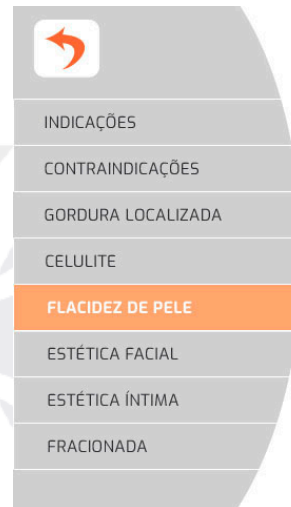 INDICAÇÕES
CONTRAINDICAÇÕES
GORDURA LOCALIZADA
CELULITE
FLACIDEZ DE PELE
ESTÉTICA FACIAL
ESTÉTICA ÍNTIMA
FRACIONADA